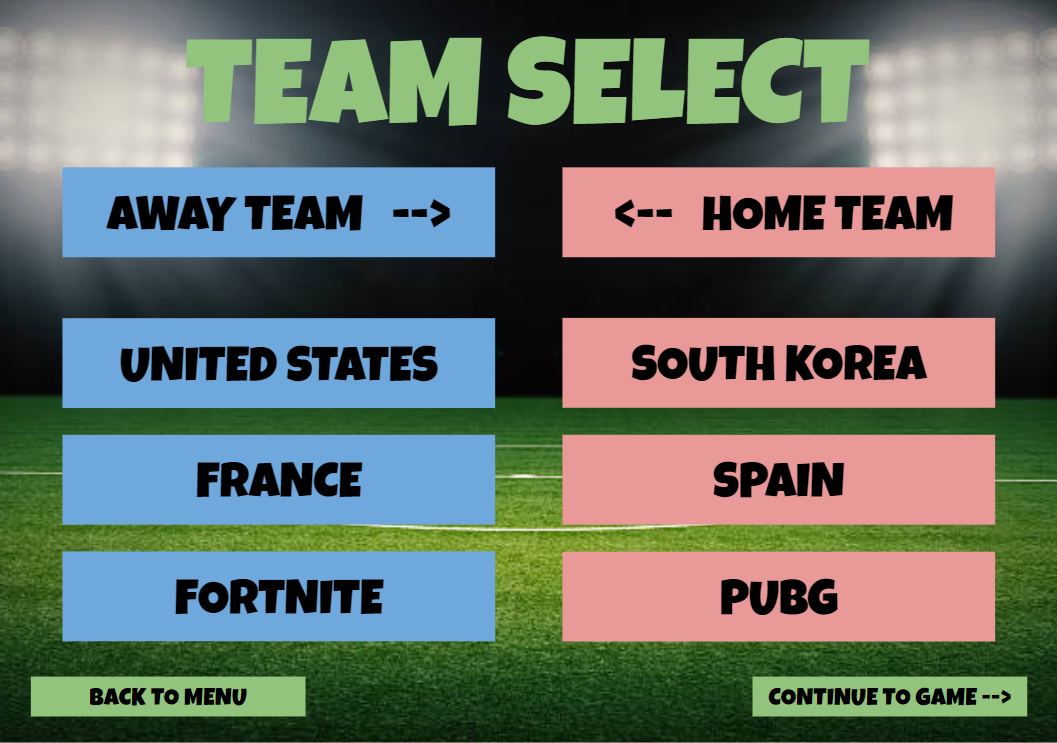 TEAM SELECT
AWAY TEAM -->
<-- HOME TEAM
UNITED STATES
SOUTH KOREA
FRANCE
SPAIN
FORTNITE
PUBG
BACK TO MENU
CONTINUE TO GAME -->